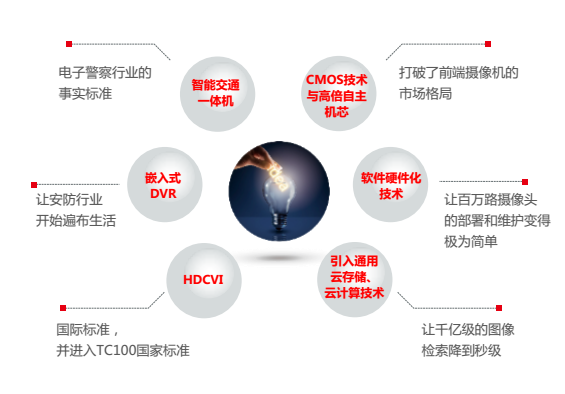 电子警察行业的
事实标准
智能交通
一体机
CMOS技术
与高倍自主
机芯
打破了前端摄像机的
市场格局
让安防行业
开始遍布生活
嵌入式
DVR
idea
软件硬件化
技术
让百万路摄像头
的部署和维护变得
极为简单
国际标准，
并进入TC100国家标准
HDCVI
引入通用
云存储、
云计算技术
让千亿级的图像
检索降到秒级